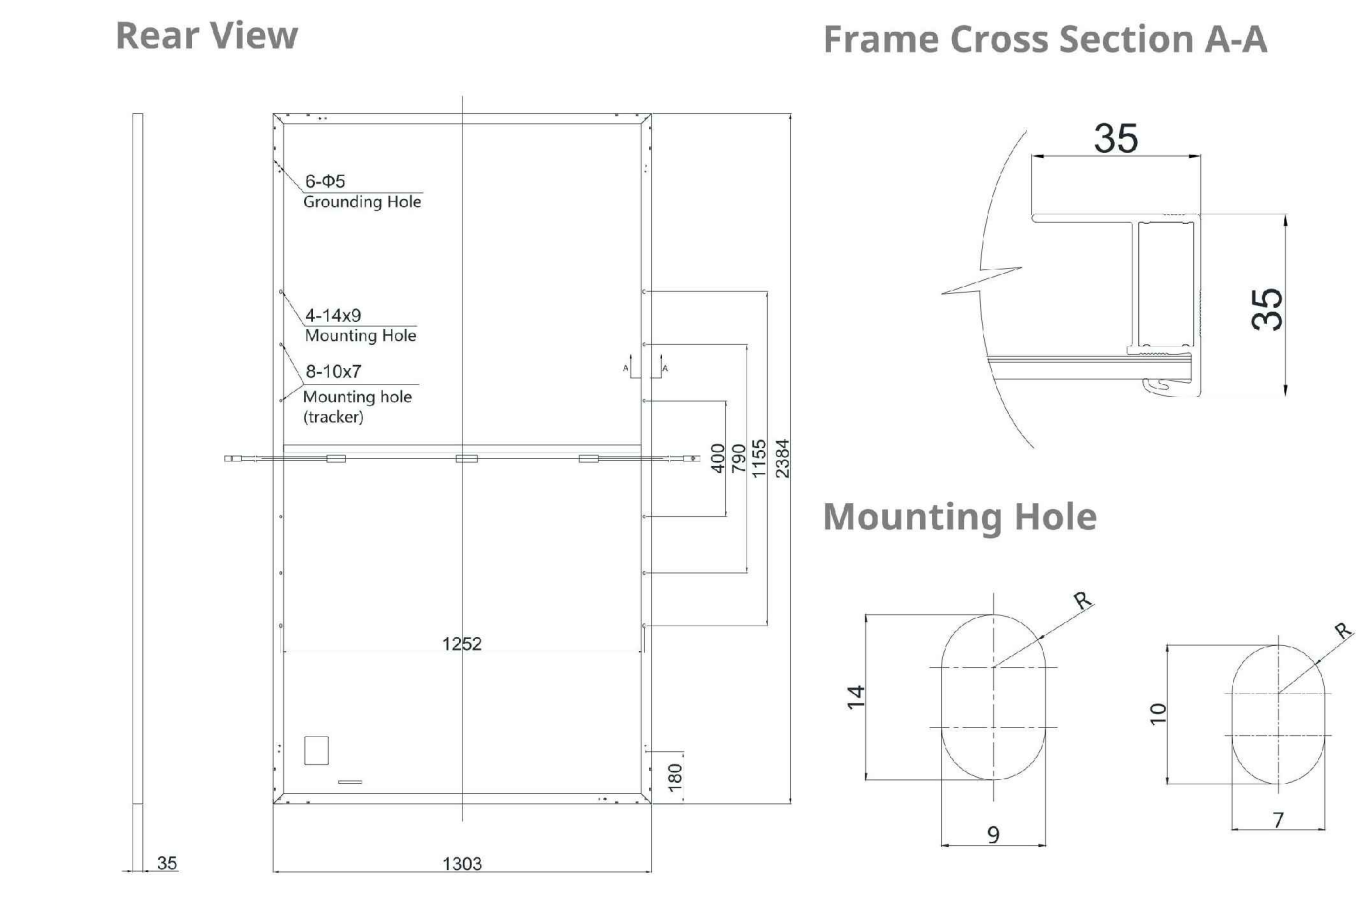 Rear View
Frame Cross Section A-A
35
35
6-Φ5
Grounding Hole
4-14x9
Mounting Hole
8-10x7
Mounting hole
(tracker)
A
A
400
790
1155
2384
1252
180
35
1303
Mounting Hole
R
14
9
R
10
7